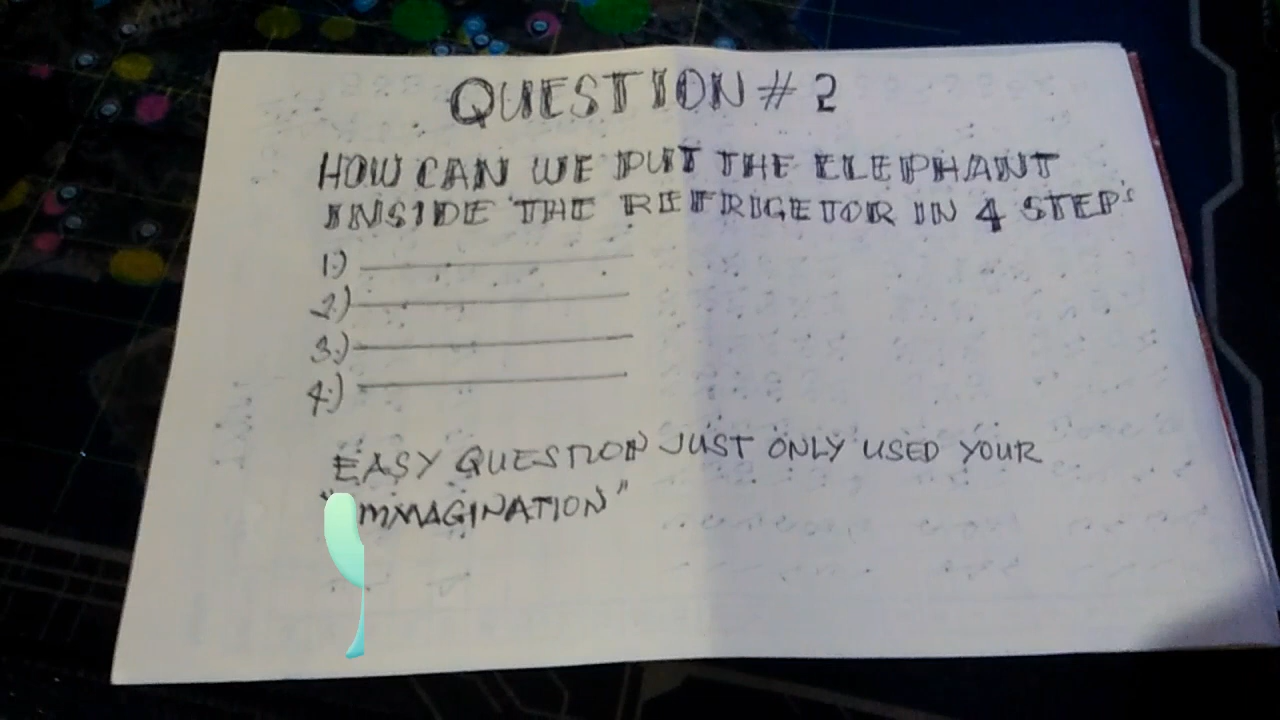 QUESTION # 2
HOW CAN WE PUT THE ELEPHANT
INSIDE THE REFRIGETOR IN 4 STEP'S
1.)
2.)
3.)
4.)
EASY QUESTION JUST ONLY USED YOUR
"IMMAGINATION"